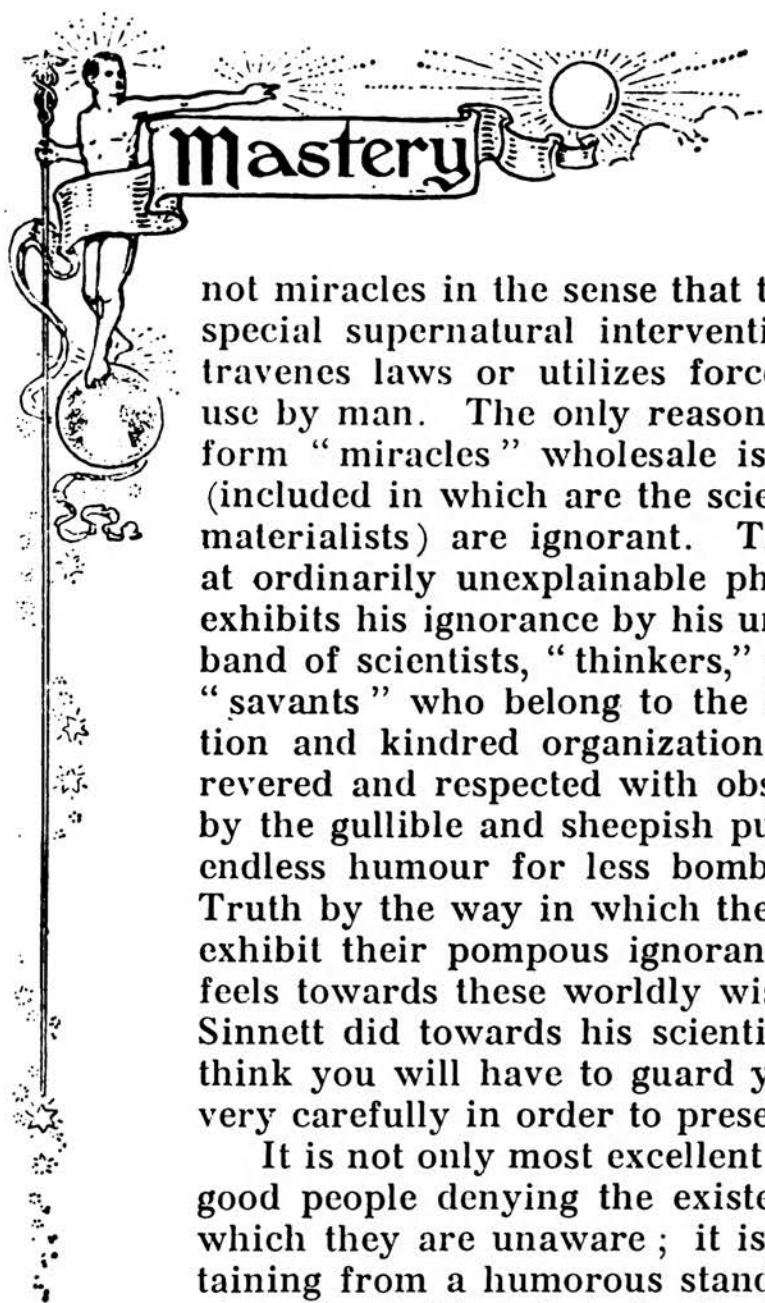 Mastery
not miracles in the sense that t
special supernatural interventi
travenes laws or utilizes forc
use by man. The only reason
form “miracles” wholesale is
(included in which are the scie
materialists) are ignorant. T
at ordinarily unexplainable ph
exhibits his ignorance by his un
band of scientists, “thinkers,”
“savants” who belong to the
tion and kindred organization
revered and respected with obs
by the gullible and sheepish pu
endless humour for less bomb
Truth by the way in which the
exhibit their pompous ignoran
feels towards these worldly wis
Sinnett did towards his scienti
think you will have to guard y
very carefully in order to prese
It is not only most excellent
good people denying the existe
which they are unaware ; it is
taining from a humorous stand